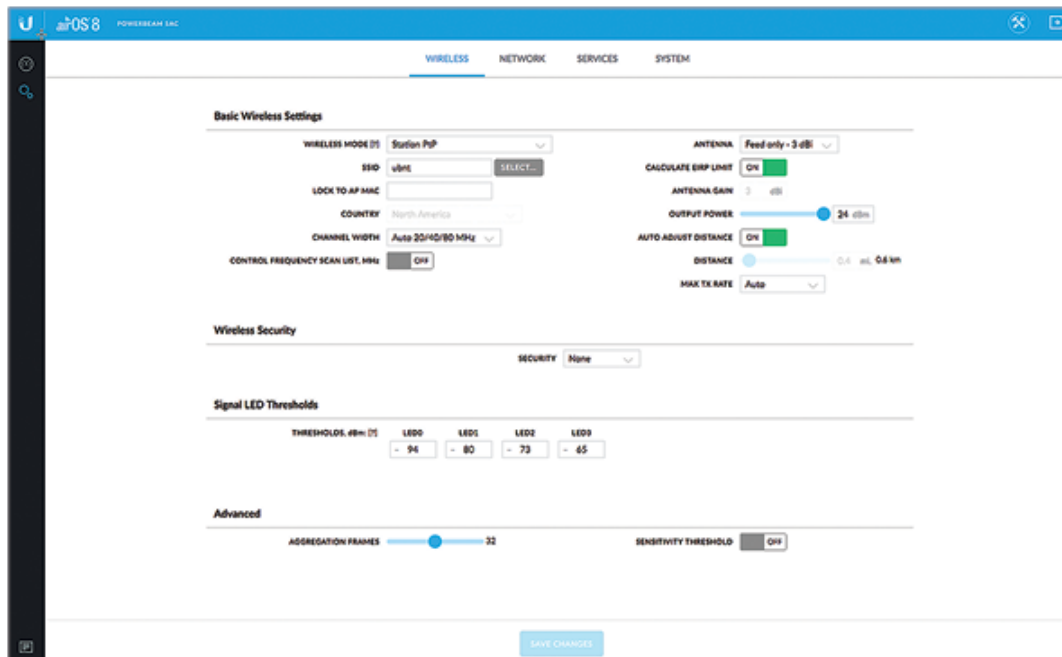 airOS 8 POWERBEAM 5AC
WIRELESS NETWORK SERVICES SYSTEM
Basic Wireless Settings
WIRELESS MODE [?] Station PtP
SSID ubnt SELECT...
LOCK TO AP MAC
COUNTRY North America
CHANNEL WIDTH Auto 20/40/80 MHz
CONTROL FREQUENCY SCAN LIST, MHz OFF
ANTENNA Feed only - 3 dBi
CALCULATE EIRP LIMIT ON
ANTENNA GAIN 3 dBi
OUTPUT POWER 24 dBm
AUTO ADJUST DISTANCE ON
DISTANCE 0.4 mi, 0.6 km
MAX TX RATE Auto
Wireless Security
SECURITY None
Signal LED Thresholds
THRESHOLDS, dBm: [?] LED0 LED1 LED2 LED3
- 94 - 80 - 73 - 65
Advanced
AGGREGATION FRAMES 32
SENSITIVITY THRESHOLD OFF
SAVE CHANGES